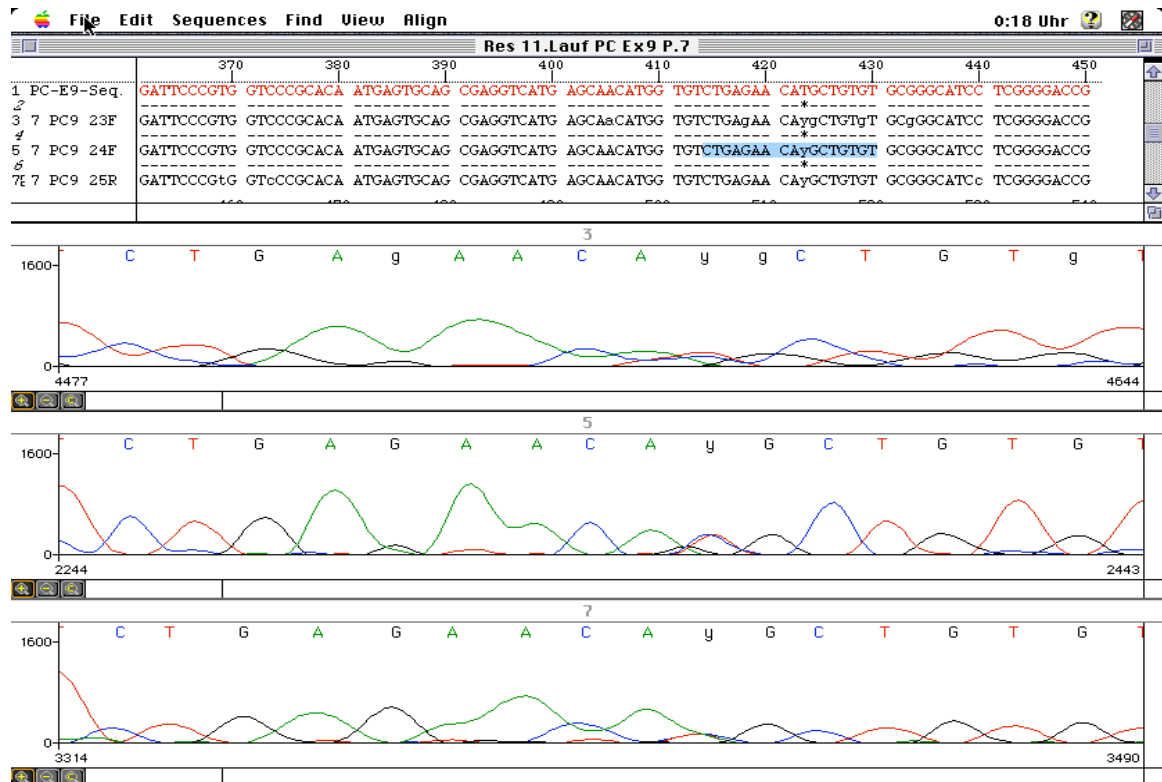 File Edit Sequences Find View Align 0:18 Uhr
Res 11.Lauf PC Ex9 P.7
370 380 390 400 410 420 430 440 450
1 PC-E9-Seq. GATTCCCGTG GTCCCGCACA ATGAGTGCAG CGAGGTCATG AGCAACATGG TGTCTGAGAA CATGCTGTGT GCGGGCATCC TCGGGGACCG
2 ---------- ---------- ---------- ---------- ---------- ---------- --*------- ---------- ----------
3 7 PC9 23F GATTCCCGTG GTCCCGCACA ATGAGTGCAG CGAGGTCATG AGCAaCATGG TGTCTGAgAA CAygCTGTgT GCgGGCATCC TCGGGGACCG
4 ---------- ---------- ---------- ---------- ---------- ---------- --*------- ---------- ----------
5 7 PC9 24F GATTCCCGTG GTCCCGCACA ATGAGTGCAG CGAGGTCATG AGCAACATGG TGTCTGAGAA CAyGCTGTGT GCGGGCATCC TCGGGGACCG
6 ---------- ---------- ---------- ---------- ---------- ---------- --*------- ---------- ----------
7 7 PC9 25R GATTCCCGtG GTcCCGCACA ATGAGTGCAG CGAGGTCATG AGCAACATGG TGTCTGAGAA CAyGCTGTGT GCGGGCATCc TCGGGGACCG
3
C T G A g A A C A y g C T G T g T
1600
0
4477 4644
5
C T G A G A A C A y G C T G T G T
1600
0
2244 2443
7
C T G A G A A C A y G C T G T G T
1600
0
3314 3490